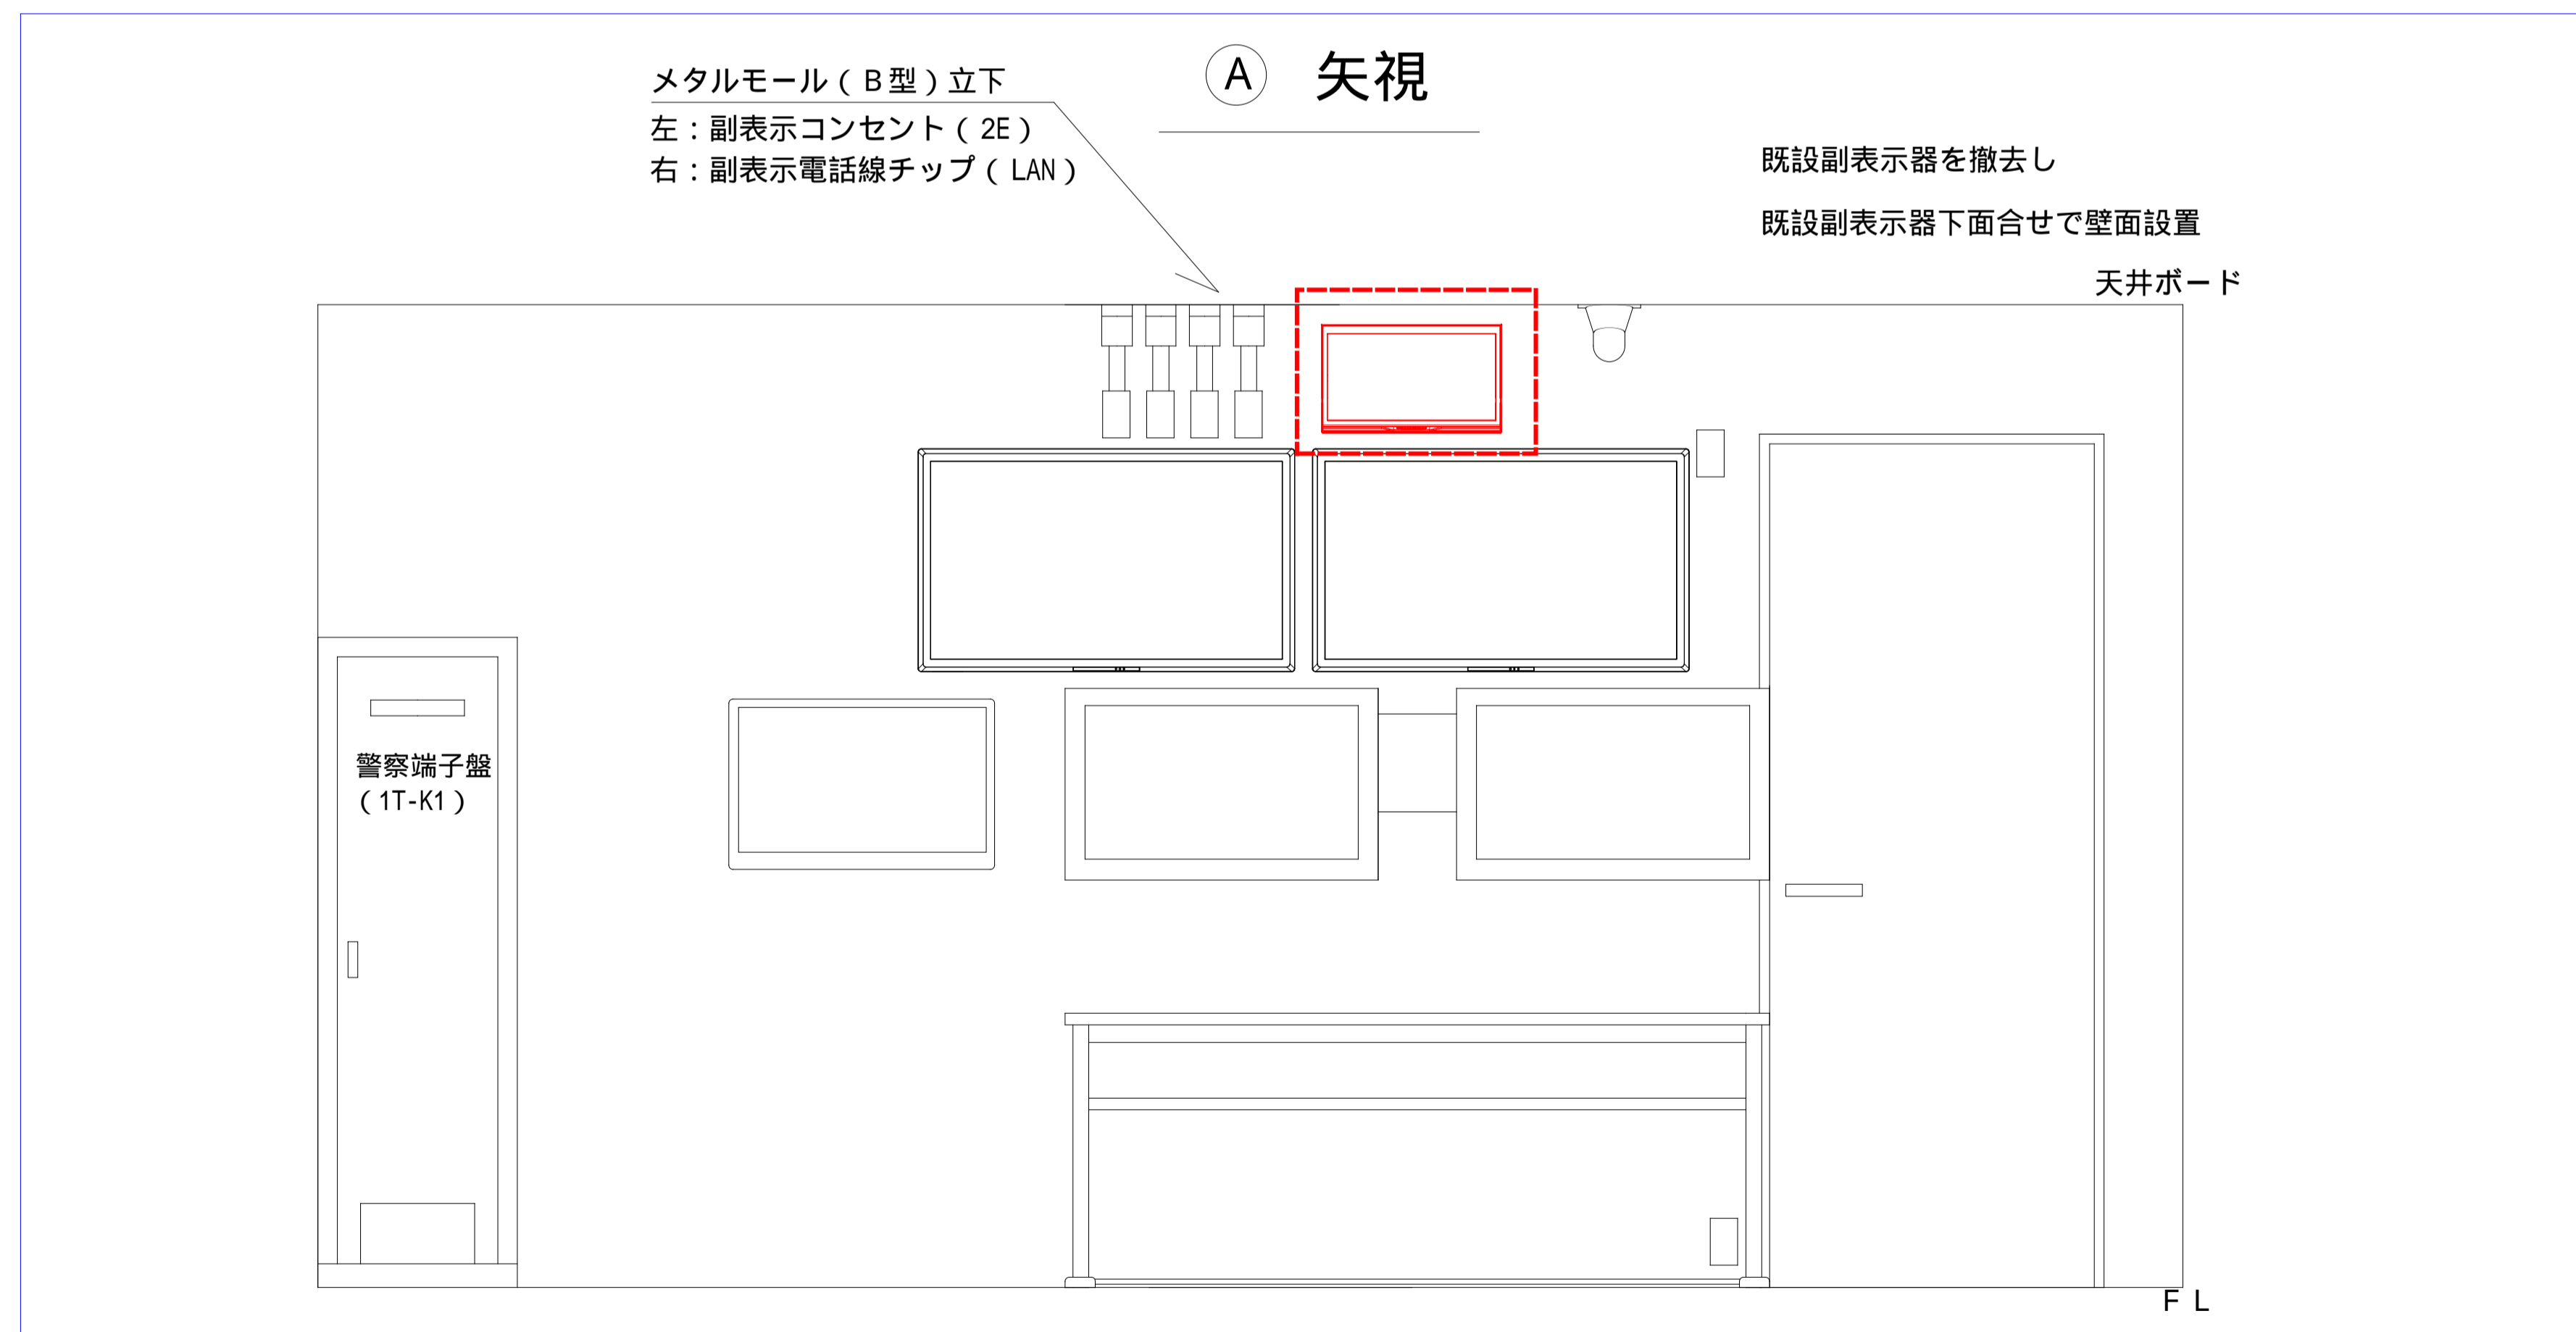 Ⓐ 矢視
メタルモール(B型)立下
左:副表示コンセント(2E)
右:副表示電話線チップ(LAN)
既設副表示器を撤去し
既設副表示器下面合せで壁面設置
天井ボード
警察端子盤
(1T-K1)
FL